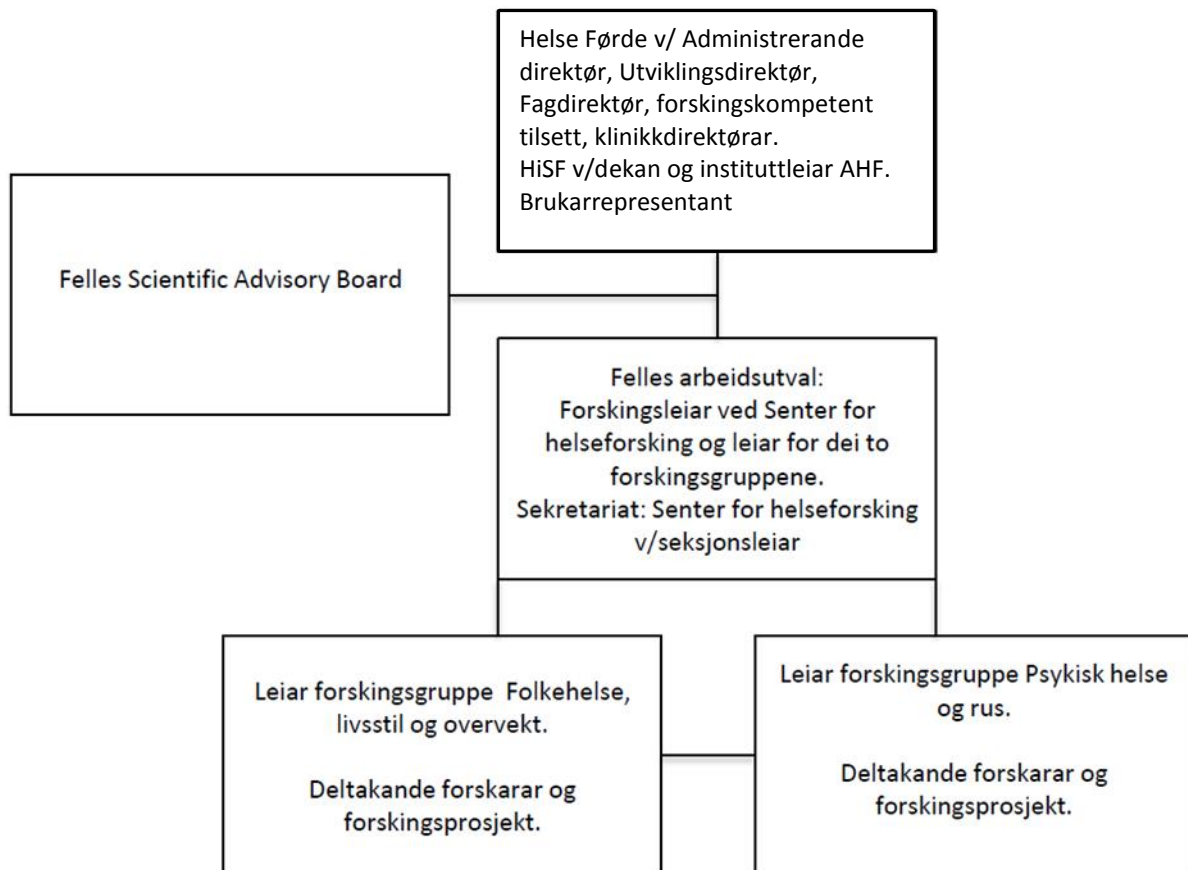 Helse Førde v/ Administrerande
direktør, Utviklingsdirektør,
Fagdirektør, forskingskompetent
tilsett, klinikkdirektørar.
HiSF v/dekan og instituttleiar AHF.
Brukarrepresentant
Felles Scientific Advisory Board
Felles arbeidsutval:
Forskingsleiar ved Senter for
helseforsking og leiar for dei to
forskingsgruppene.
Sekretariat: Senter for helseforsking
v/seksjonsleiar
Leiar forskingsgruppe Folkehelse,
livsstil og overvekt.
Deltakande forskarar og
forskingsprosjekt.
Leiar forskingsgruppe Psykisk helse
og rus.
Deltakande forskarar og
forskingsprosjekt.